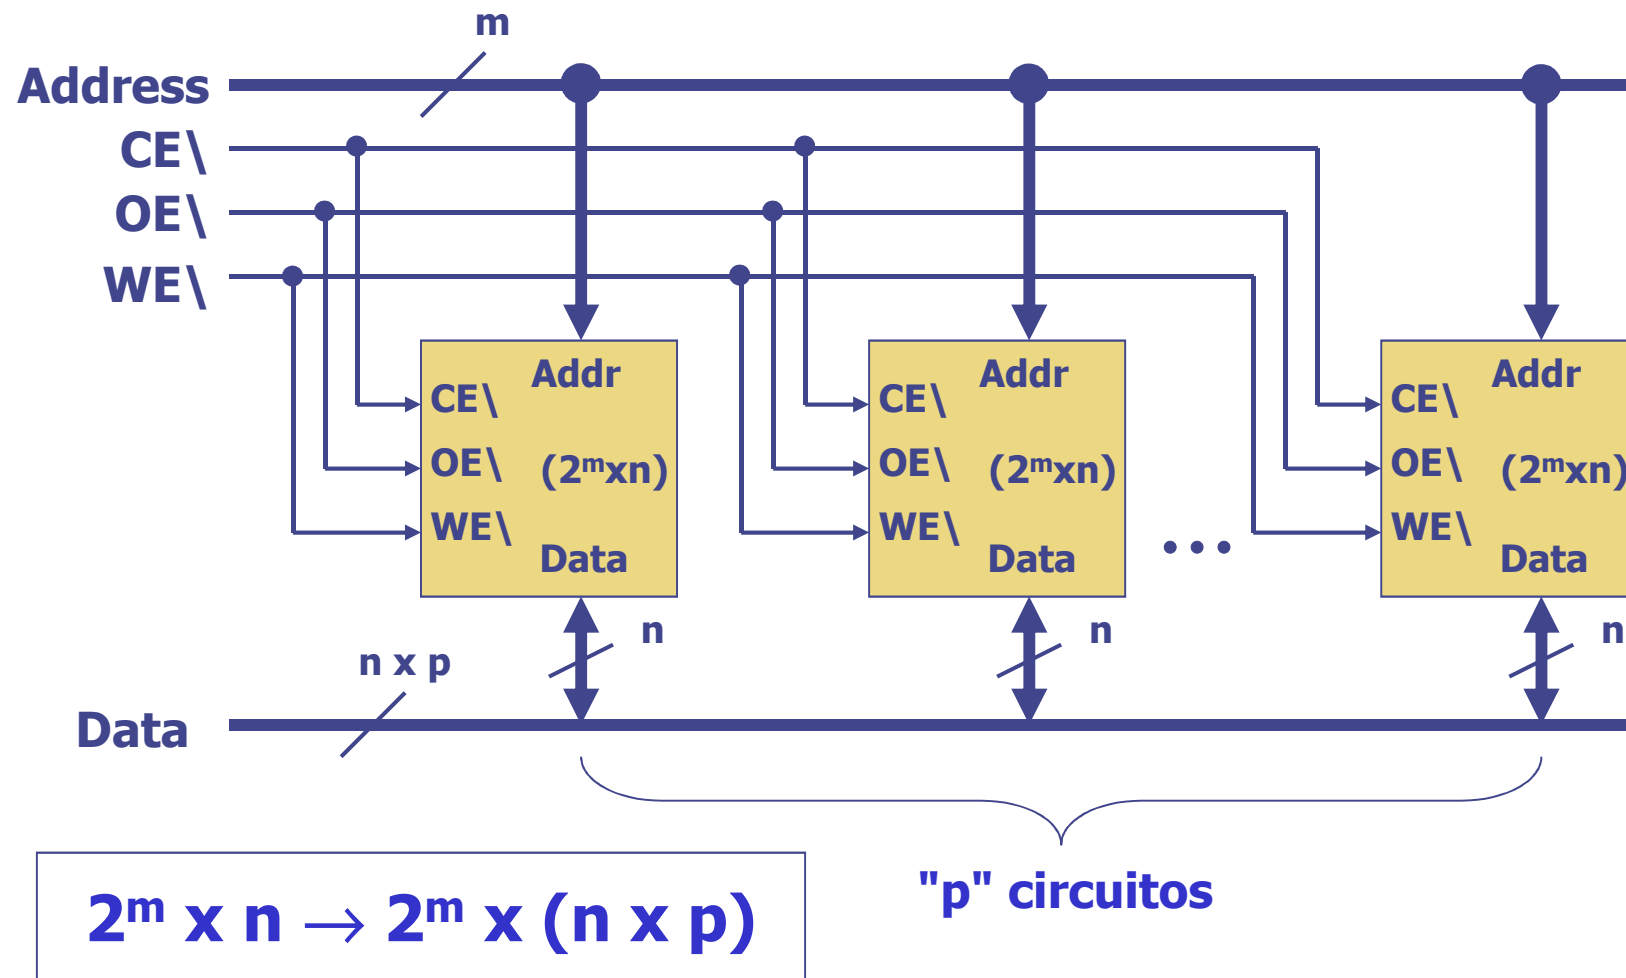 m
Address
CE\
OE\
WE\
Addr
CE\
OE\ (2ᵐxn)
WE\
Data
Addr
CE\
OE\ (2ᵐxn)
WE\
Data
...
Addr
CE\
OE\ (2ᵐxn)
WE\
Data
n
n
n
n x p
Data
"p" circuitos
2ᵐ x n → 2ᵐ x (n x p)